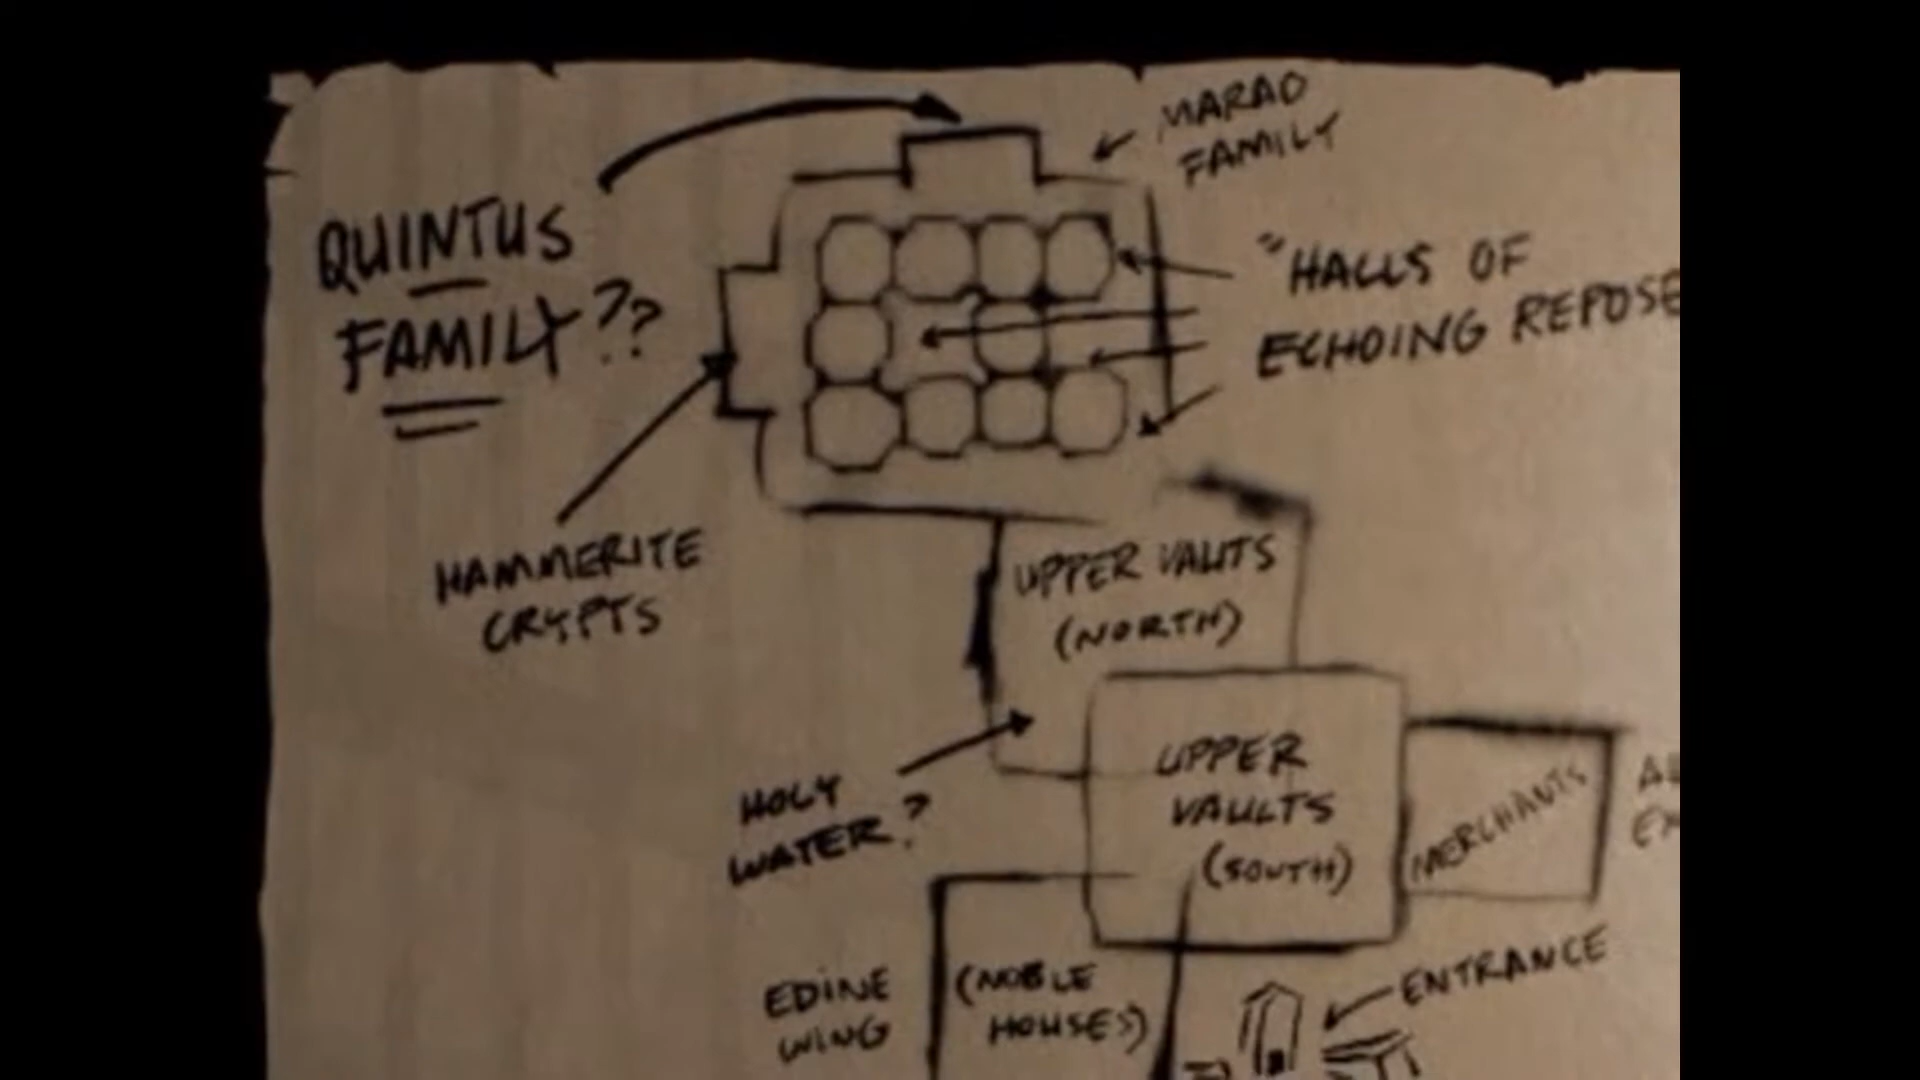 MARAO
FAMILY
QUINTUS
FAMILY??
"HALLS OF
ECHOING REPOSE
HAMMERITE
CRYPTS
UPPER VAULTS
(NORTH)
HOLY
WATER?
UPPER
VAULTS
(SOUTH)
MERCHANTS
ENTRANCE
EDINE
WING
(NOBLE
HOUSES)